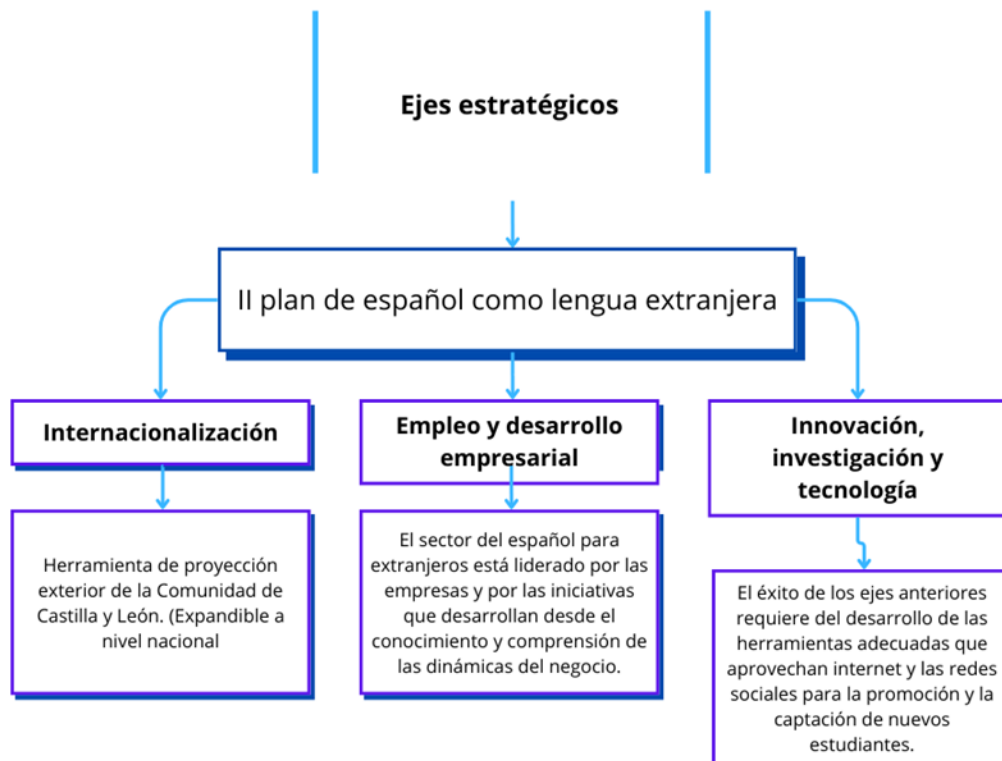 Ejes estratégicos
II plan de español como lengua extranjera
Internacionalización
Herramienta de proyección
exterior de la Comunidad de
Castilla y León. (Expandible a
nivel nacional
Empleo y desarrollo
empresarial
El sector del español para
extranjeros está liderado por las
empresas y por las iniciativas
que desarrollan desde el
conocimiento y comprensión de
las dinámicas del negocio.
Innovación,
investigación y
tecnología
El éxito de los ejes anteriores
requiere del desarrollo de las
herramientas adecuadas que
aprovechan internet y las redes
sociales para la promoción y la
captación de nuevos
estudiantes.